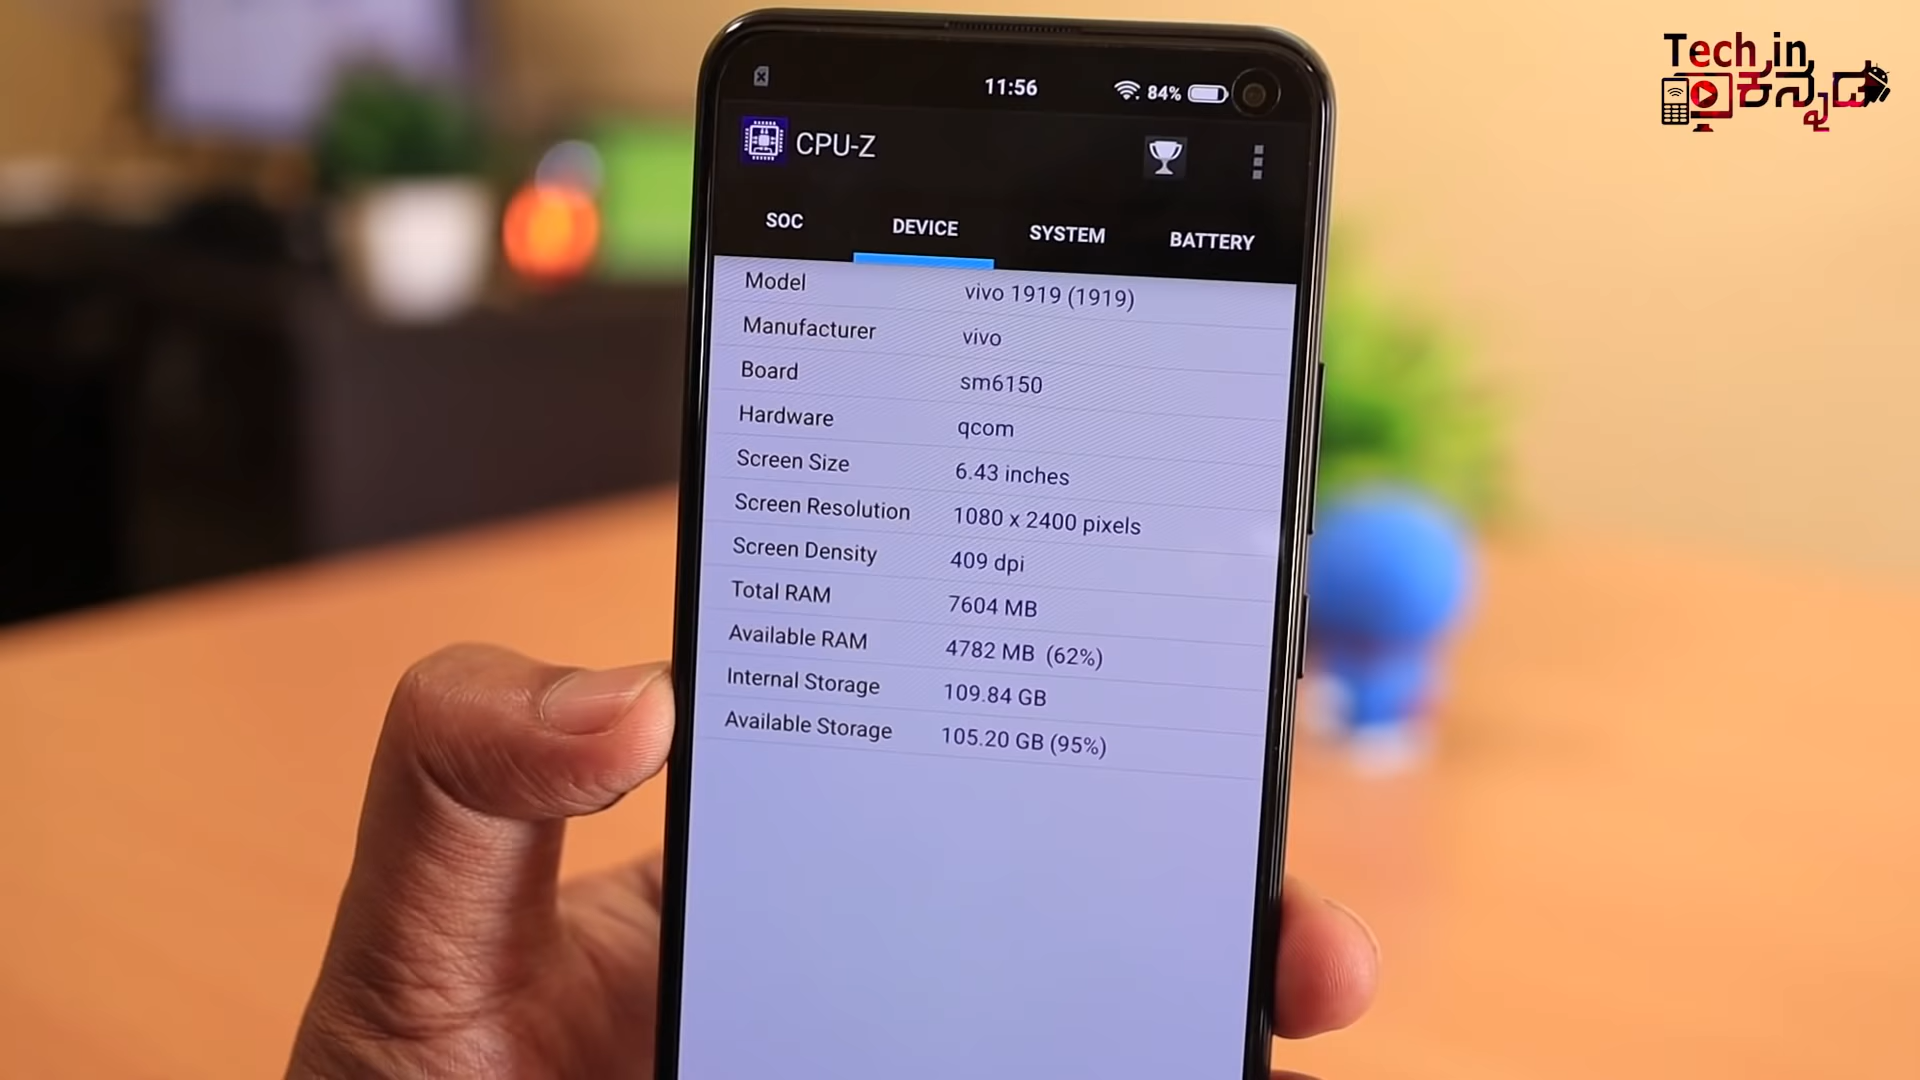 Tech in
ಕನ್ನಡ
11:56 84%
CPU-Z
SOC DEVICE SYSTEM BATTERY
Model vivo 1919 (1919)
Manufacturer vivo
Board sm6150
Hardware qcom
Screen Size 6.43 inches
Screen Resolution 1080 x 2400 pixels
Screen Density 409 dpi
Total RAM 7604 MB
Available RAM 4782 MB (62%)
Internal Storage 109.84 GB
Available Storage 105.20 GB (95%)